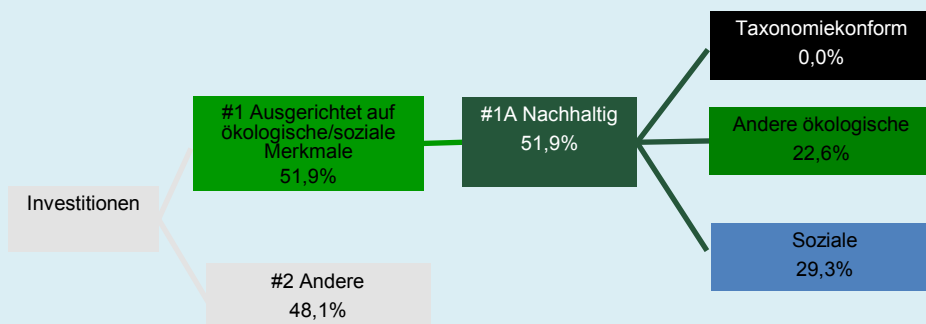 Investitionen
#1 Ausgerichtet auf
ökologische/soziale
Merkmale
51,9%
#2 Andere
48,1%
#1A Nachhaltig
51,9%
Taxonomiekonform
0,0%
Andere ökologische
22,6%
Soziale
29,3%